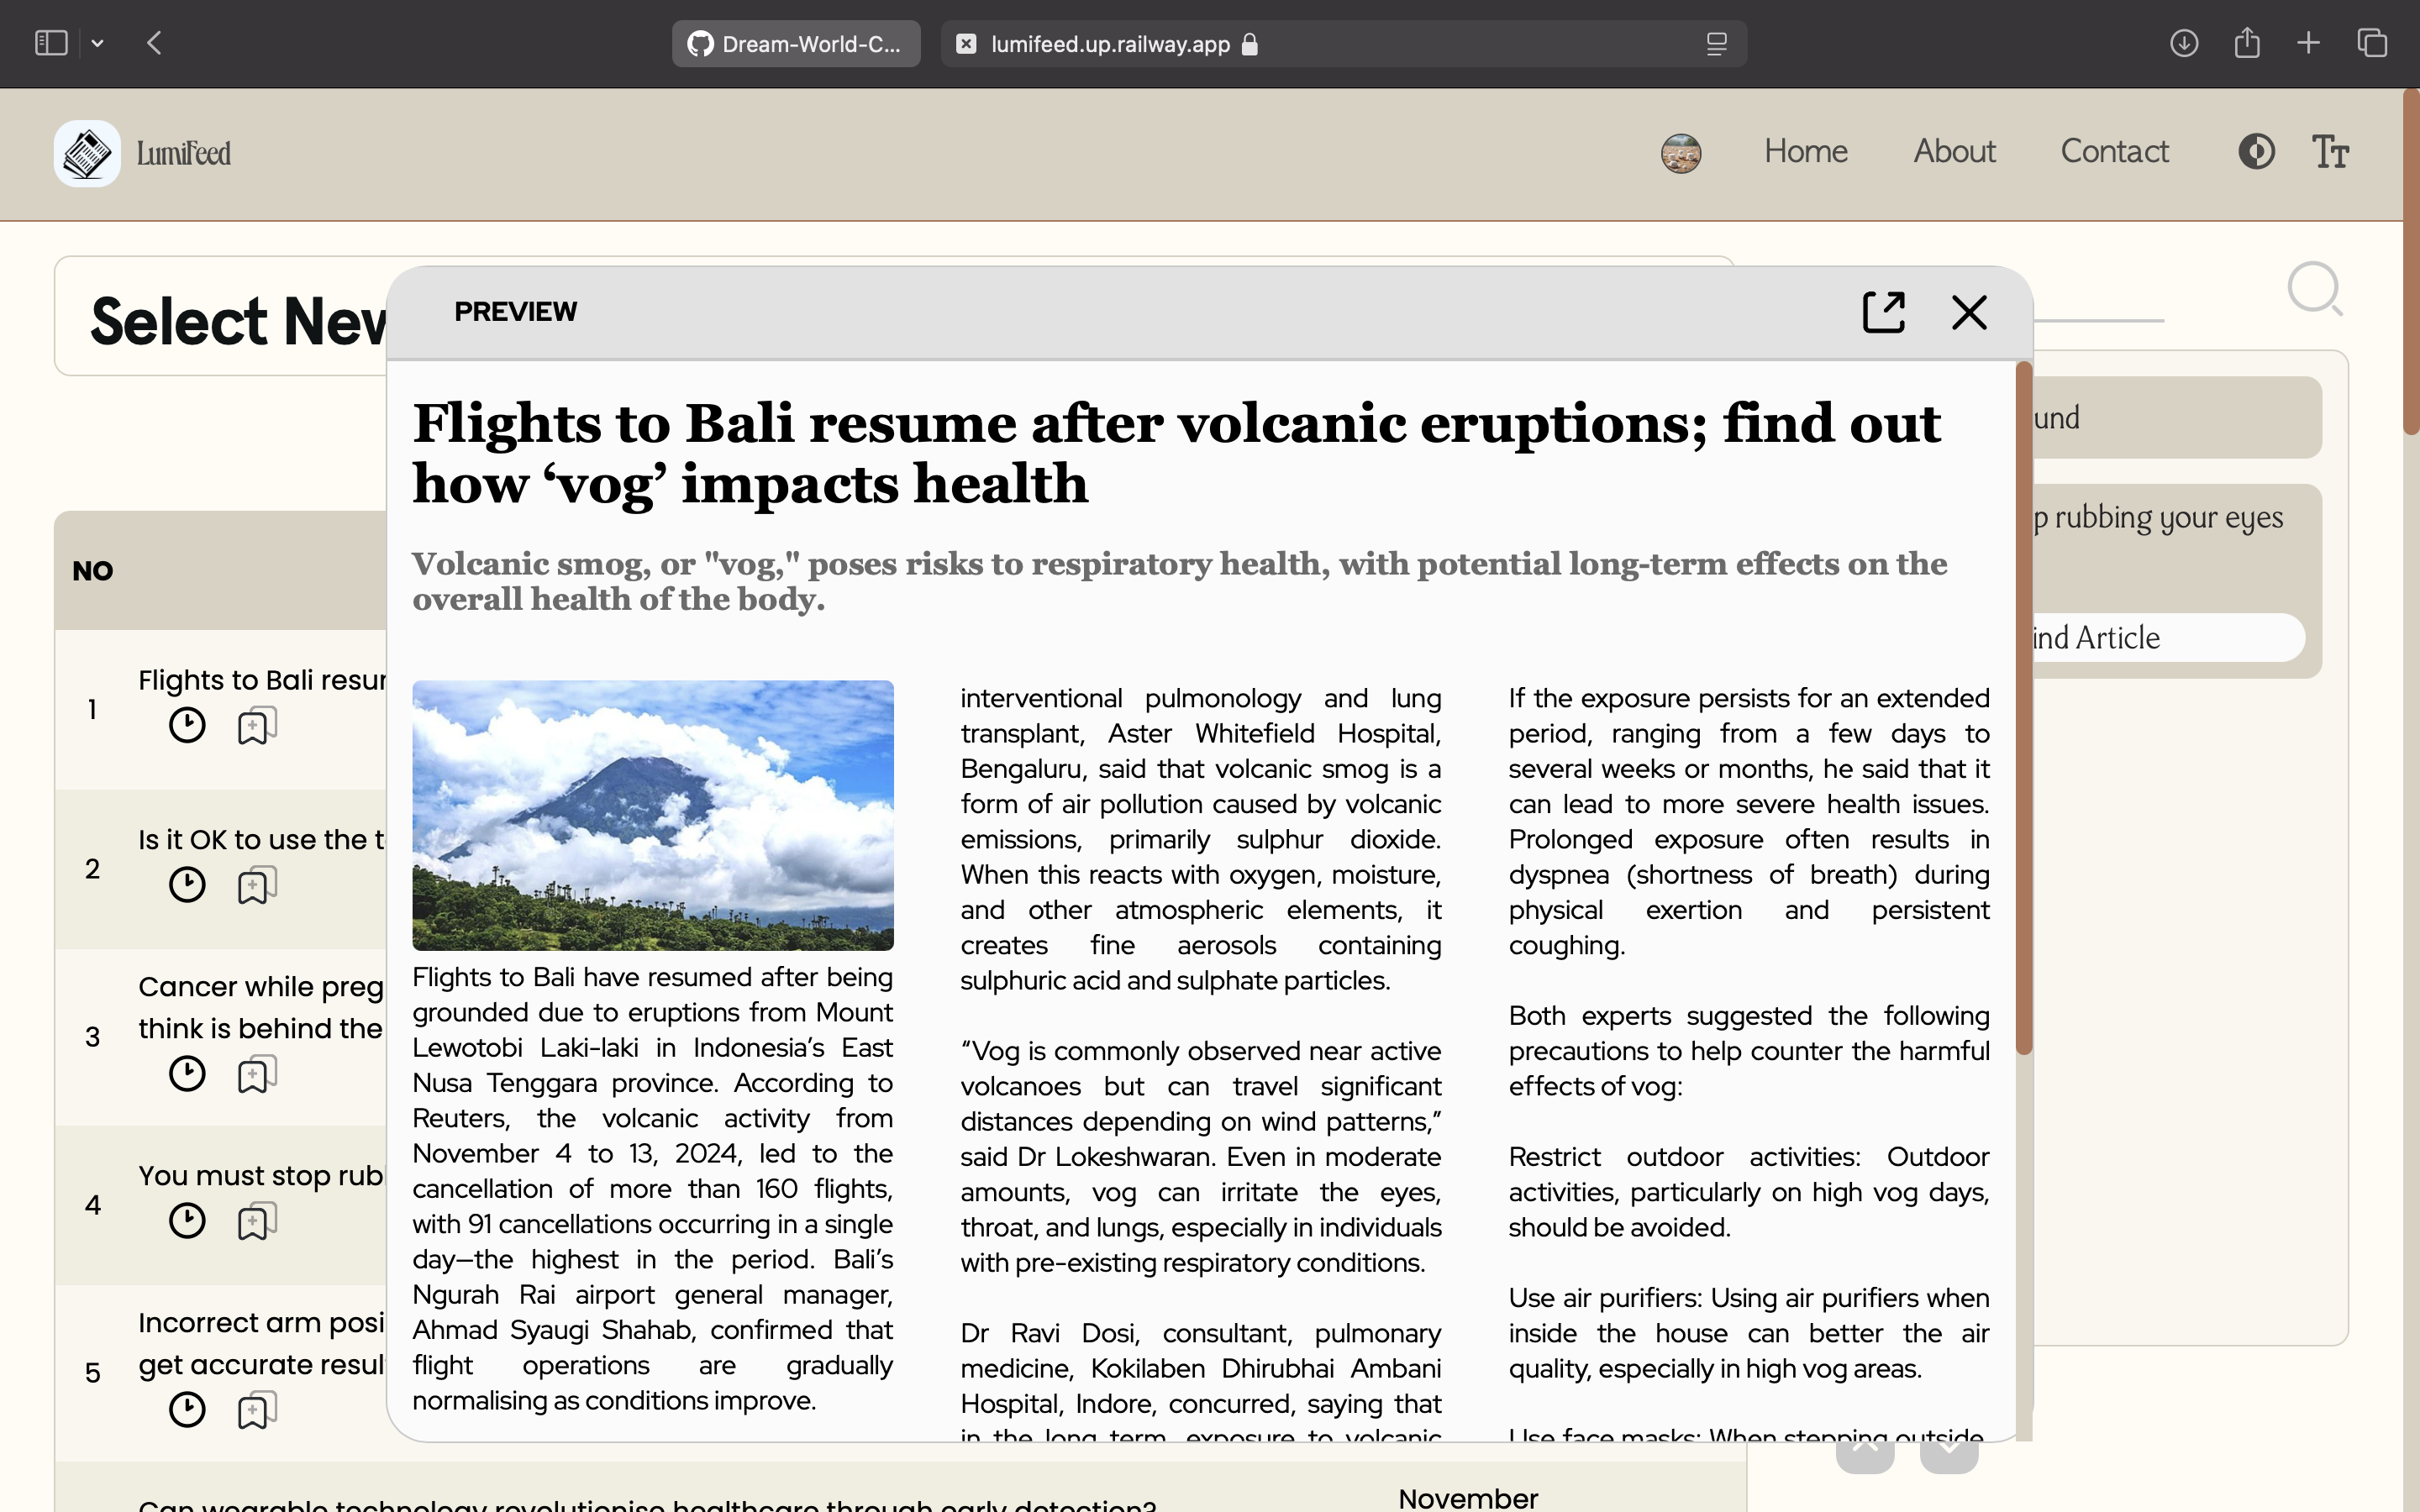 Dream-World-C...
lumifeed.up.railway.app
LumiFeed
Home
About
Contact
Select
PREVIEW
Flights to Bali resume after volcanic eruptions; find out
how ‘vog’ impacts health
Volcanic smog, or "vog," poses risks to respiratory health, with potential long-term effects on the
overall health of the body.
Flights to Bali have resumed after being
grounded due to eruptions from Mount
Lewotobi Laki-laki in Indonesia’s East
Nusa Tenggara province. According to
Reuters, the volcanic activity from
November 4 to 13, 2024, led to the
cancellation of more than 160 flights,
with 91 cancellations occurring in a single
day—the highest in the period. Bali’s
Ngurah Rai airport general manager,
Ahmad Syaugi Shahab, confirmed that
flight operations are gradually
normalising as conditions improve.
interventional pulmonology and lung
transplant, Aster Whitefield Hospital,
Bengaluru, said that volcanic smog is a
form of air pollution caused by volcanic
emissions, primarily sulphur dioxide.
When this reacts with oxygen, moisture,
and other atmospheric elements, it
creates fine aerosols containing
sulphuric acid and sulphate particles.
“Vog is commonly observed near active
volcanoes but can travel significant
distances depending on wind patterns,”
said Dr Lokeshwaran. Even in moderate
amounts, vog can irritate the eyes,
throat, and lungs, especially in individuals
with pre-existing respiratory conditions.
Dr Ravi Dosi, consultant, pulmonary
medicine, Kokilaben Dhirubhai Ambani
Hospital, Indore, concurred, saying that
in the long term, exposure to volcanic
If the exposure persists for an extended
period, ranging from a few days to
several weeks or months, he said that it
can lead to more severe health issues.
Prolonged exposure often results in
dyspnea (shortness of breath) during
physical exertion and persistent
coughing.
Both experts suggested the following
precautions to help counter the harmful
effects of vog:
Restrict outdoor activities: Outdoor
activities, particularly on high vog days,
should be avoided.
Use air purifiers: Using air purifiers when
inside the house can better the air
quality, especially in high vog areas.
Use face masks: When stepping outside,
NO
1
Flights to Bali
2
Is it OK to use the
3
Cancer while
think is behind the
4
You must stop
5
Incorrect arm
get accurate
Can wearable technology revolutionise healthcare through early detection?
November
rubbing your eyes
Article